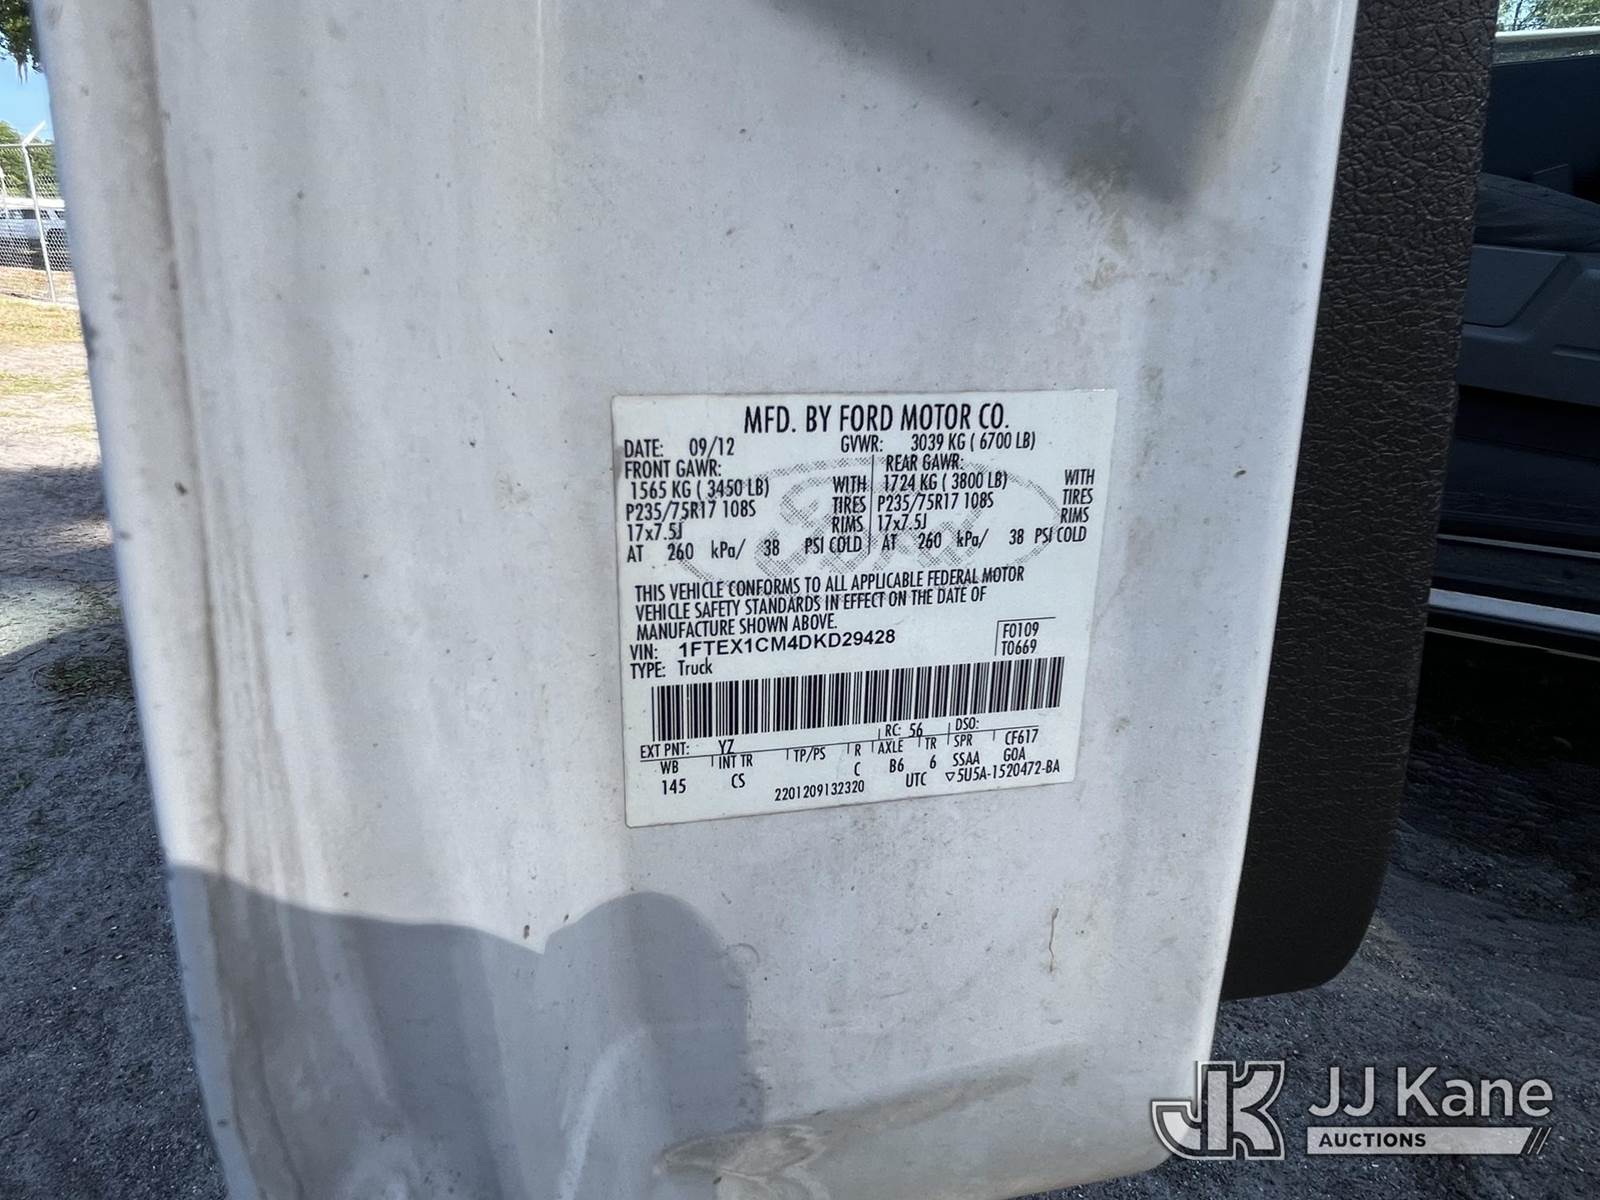 MFD. BY FORD MOTOR CO.
DATE: 09/12 GVWR: 3039 KG ( 6700 LB)
FRONT GAWR: REAR GAWR:
1565 KG ( 3450 LB) WITH 1724 KG ( 3800 LB) WITH
P235/75R17 108S TIRES P235/75R17 108S TIRES
17x7.5J RIMS 17x7.5J RIMS
AT 260 kPa/ 38 PSI COLD AT 260 kPa/ 38 PSI COLD
Ford
THIS VEHICLE CONFORMS TO ALL APPLICABLE FEDERAL MOTOR
VEHICLE SAFETY STANDARDS IN EFFECT ON THE DATE OF
MANUFACTURE SHOWN ABOVE.
VIN: 1FTEX1CM4DKD29428 F0109
TYPE: Truck T0669
EXT PNT: YZ RC: 56 DSO:
WB INT TR TP/PS R AXLE TR SPR CF617
145 CS C B6 6 SSAA GOA
2201209132320 UTC ▽5U5A-1520472-BA
JK JJ Kane
AUCTIONS